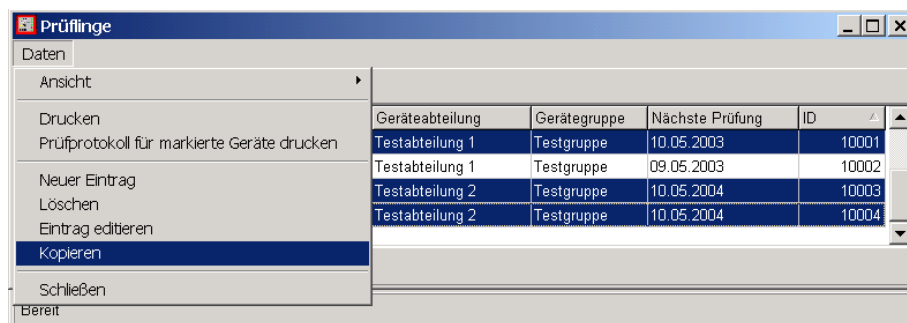 Prüflinge
Daten
Ansicht
Drucken
Prüfprotokoll für markierte Geräte drucken
Neuer Eintrag
Löschen
Eintrag editieren
Kopieren
Schließen
Geräteabteilung Gerätegruppe Nächste Prüfung ID
Testabteilung 1 Testgruppe 10.05.2003 10001
Testabteilung 1 Testgruppe 09.05.2003 10002
Testabteilung 2 Testgruppe 10.05.2004 10003
Testabteilung 2 Testgruppe 10.05.2004 10004
Bereit